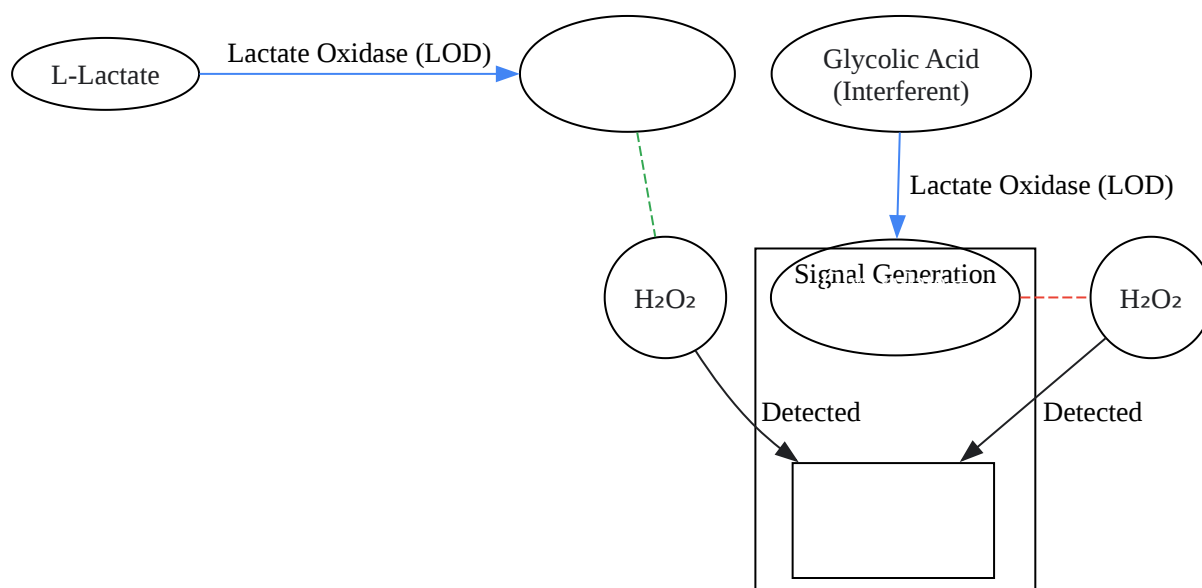 L-Lactate
Lactate Oxidase (LOD)
Glycolic Acid
(Interferent)
Lactate Oxidase (LOD)
Signal Generation
H₂O₂
H₂O₂
Detected
Detected